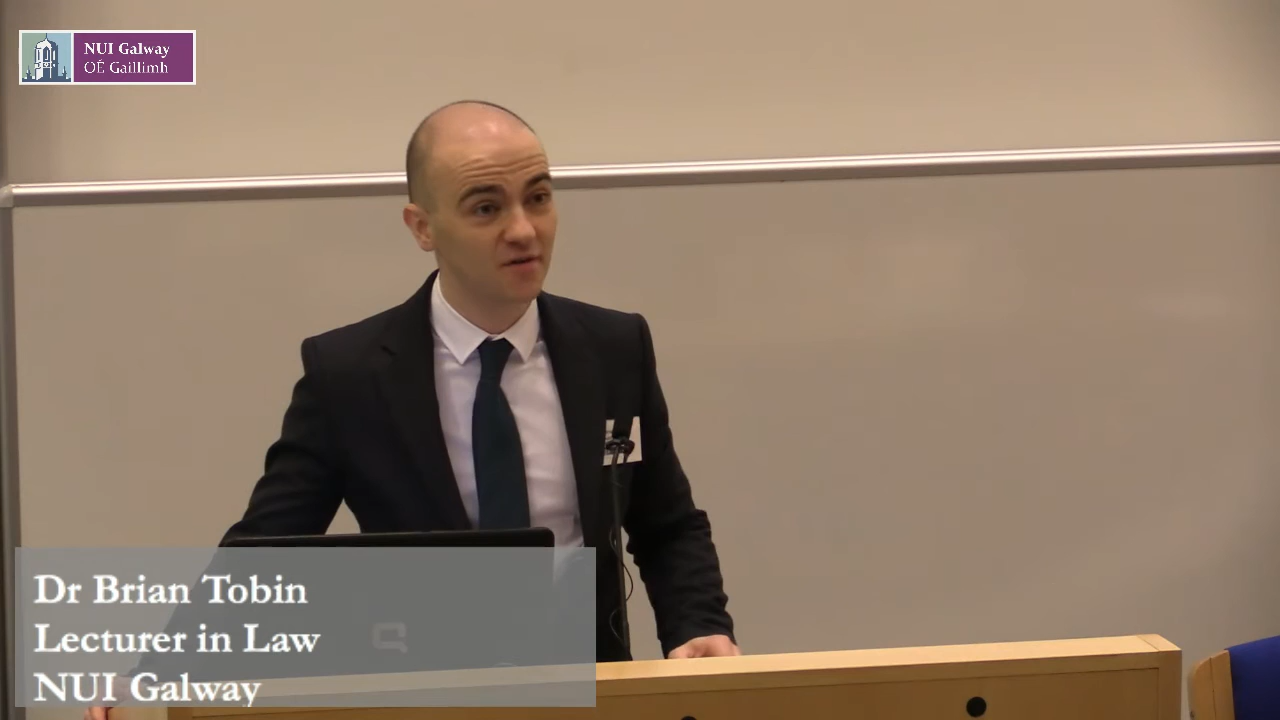 NUI Galway
OÉ Gaillimh
Dr Brian Tobin
Lecturer in Law
NUI Galway